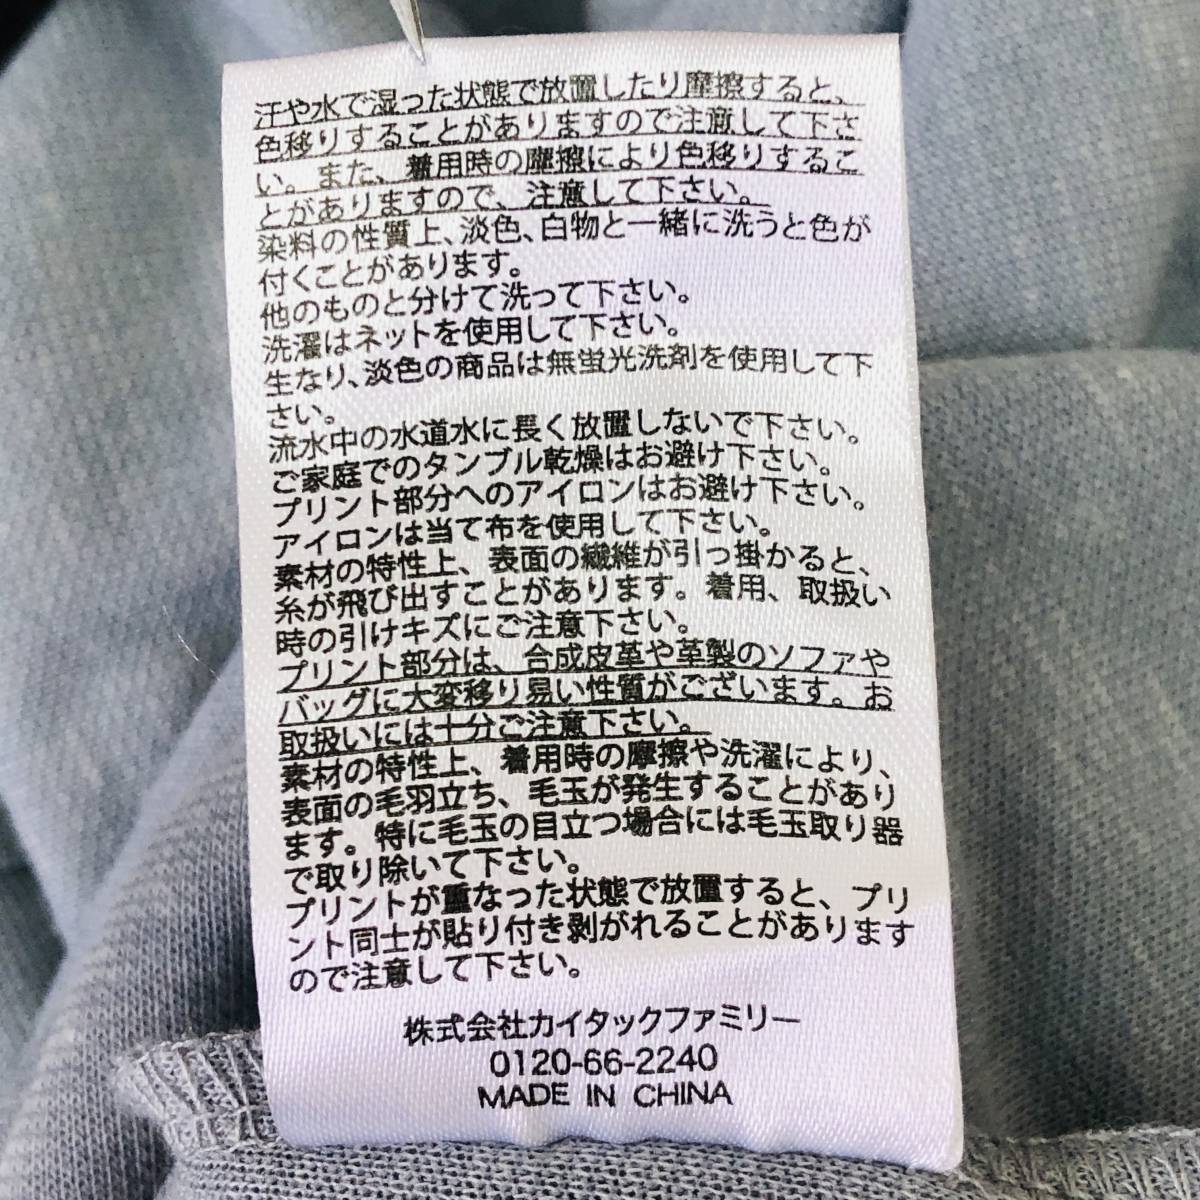 汗や水で湿った状態で放置したり摩擦すると、
色移りすることがありますので注意して下さ
い。また、着用時の摩擦により色移りするこ
とがありますので、注意して下さい。
染料の性質上、淡色、白物と一緒に洗うと色が
付くことがあります。
他のものと分けて洗って下さい。
洗濯はネットを使用して下さい。
生なり、淡色の商品は無蛍光洗剤を使用して下
さい。
流水中の水道水に長く放置しないで下さい。
ご家庭でのタンブル乾燥はお避け下さい。
プリント部分へのアイロンはお避け下さい。
アイロンは当て布を使用して下さい。
素材の特性上、表面の繊維が引っ掛かると、
糸が飛び出すことがあります。着用、取扱い
時の引けキズにご注意下さい。
プリント部分は、合成皮革や革製のソファや
バッグに大変移り易い性質がございます。お
取扱いには十分ご注意下さい。
素材の特性上、着用時の摩擦や洗濯により、
表面の毛羽立ち、毛玉が発生することがあり
ます。特に毛玉の目立つ場合には毛玉取り器
で取り除いて下さい。
プリントが重なった状態で放置すると、プリ
ント同士が貼り付き剥がれることがあります
ので注意して下さい。
株式会社カイタックファミリー
0120-66-2240
MADE IN CHINA